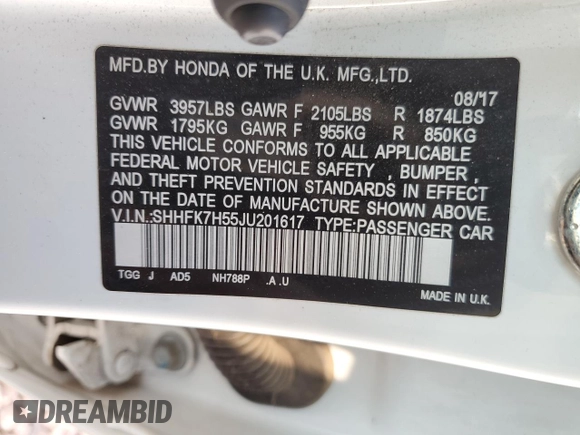 MFD.BY HONDA OF THE U.K. MFG.,LTD.
08/17
GVWR 3957LBS GAWR F 2105LBS R 1874LBS
GVWR 1795KG GAWR F 955KG R 850KG
THIS VEHICLE CONFORMS TO ALL APPLICABLE
FEDERAL MOTOR VEHICLE SAFETY , BUMPER ,
AND THEFT PREVENTION STANDARDS IN EFFECT
ON THE DATE OF MANUFACTURE SHOWN ABOVE.
V.I.N.:SHHFK7H55JU201617 TYPE:PASSENGER CAR
TGG J AD5 NH788P .A.U
MADE IN U.K.
DREAMBID